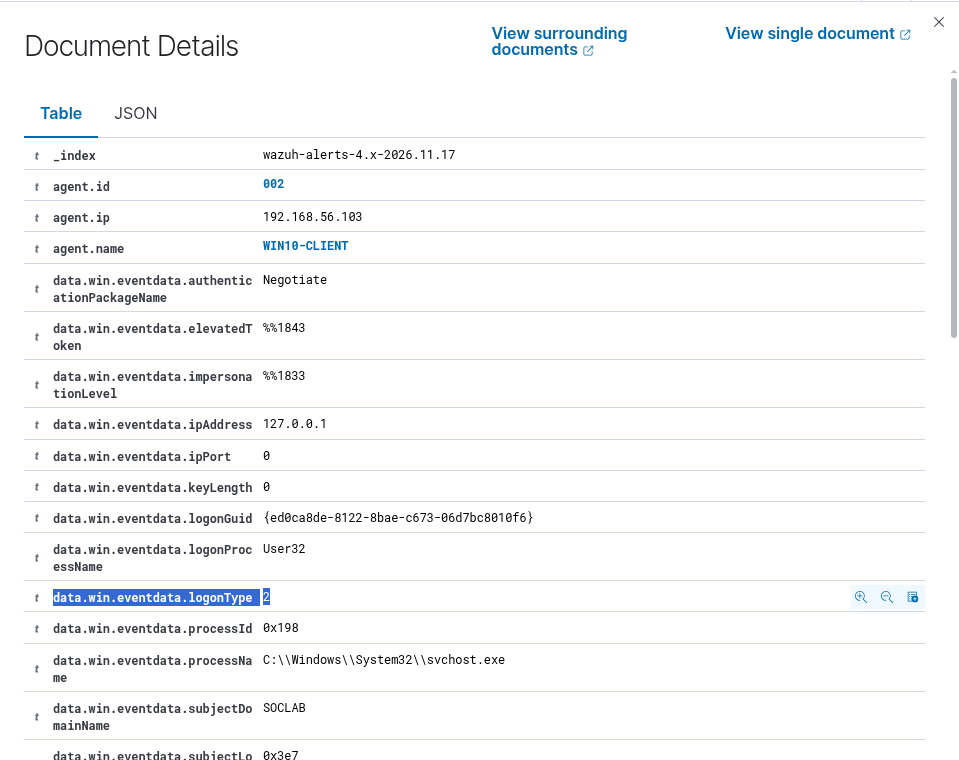 Document Details
View surrounding
documents
View single document
Table
JSON
t _index wazuh-alerts-4.x-2026.11.17
t agent.id 002
t agent.ip 192.168.56.103
t agent.name WIN10-CLIENT
t data.win.eventdata.authentic Negotiate
ationPackageName
t data.win.eventdata.elevatedT %%1843
oken
t data.win.eventdata.impersona %%1833
tionLevel
t data.win.eventdata.ipAddress 127.0.0.1
t data.win.eventdata.ipPort 0
t data.win.eventdata.keyLength 0
t data.win.eventdata.logonGuid {ed0ca8de-8122-8bae-c673-06d7bc8010f6}
t data.win.eventdata.logonProc User32
essName
t data.win.eventdata.logonType 2
t data.win.eventdata.processId 0x198
t data.win.eventdata.processNa C:\\Windows\\System32\\svchost.exe
me
t data.win.eventdata.subjectDo SOCLAB
mainName
data.win.eventdata.subjectLo 0x3e7